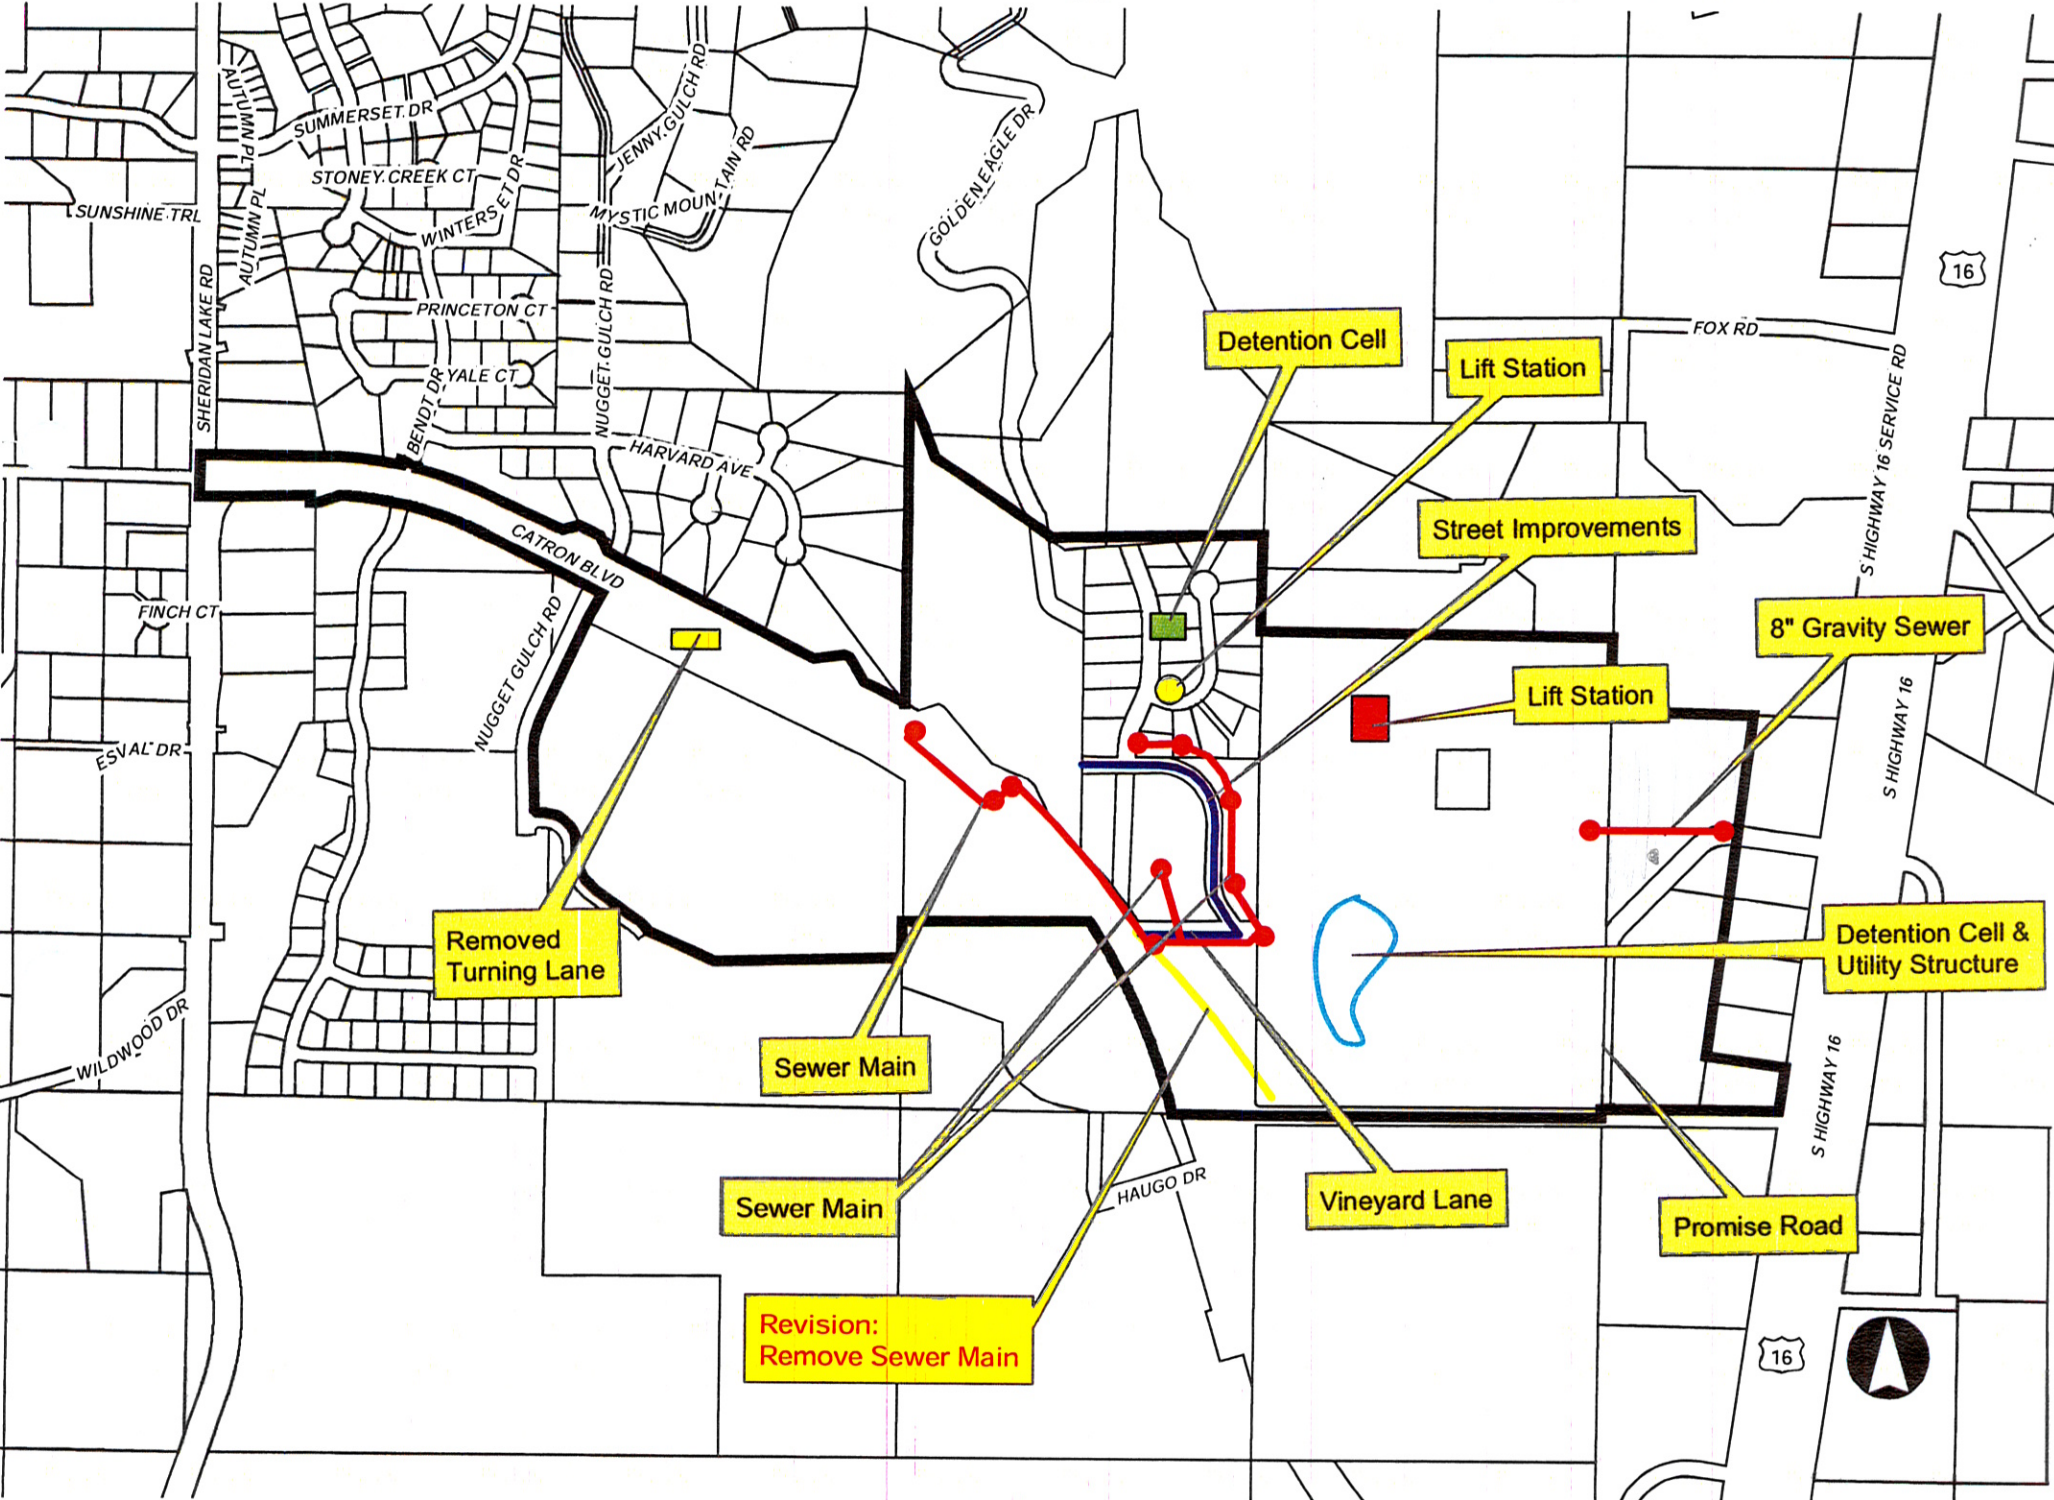 SUMMERSET DR
AUTUMN PL
STONEY CREEK CT
JENNY GULCH RD
MYSTIC MOUNTAIN RD
GOLDEN EAGLE DR
SUNSHINE TRL
AUTUMN PL
WINTERSET DR
16
SHERIDAN LAKE RD
PRINCETON CT
NUGGET GULCH RD
Detention Cell
FOX RD
Lift Station
YALE CT
BENDT DR
S HIGHWAY 16 SERVICE RD
HARVARD AVE
CATRON BLVD
Street Improvements
FINCH CT
NUGGET GULCH RD
8" Gravity Sewer
Lift Station
ESVAL DR
S HIGHWAY 16
Removed
Turning Lane
Detention Cell &
Utility Structure
WILDWOOD DR
Sewer Main
S HIGHWAY 16
Sewer Main
HAUGO DR
Vineyard Lane
Promise Road
Revision:
Remove Sewer Main
16